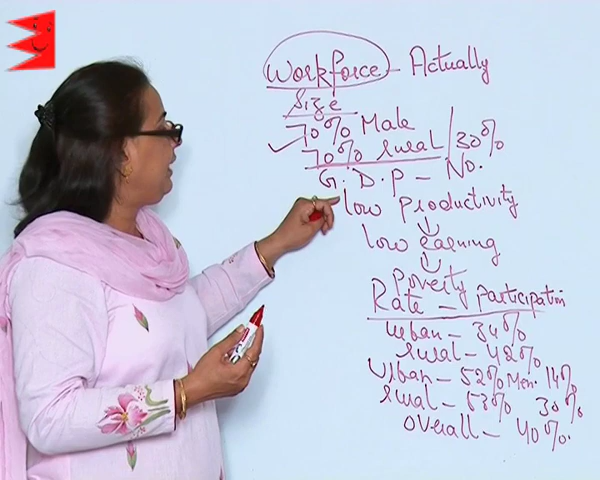 Workforce - Actually
Size
70% Male
70% rural / 30%
G.D.P - No.
low Productivity
low earning
Poverty
Rate - Participation
urban - 34%
rural - 42%
Urban - 52% Men. 14%
rural - 53% 30%
Overall - 40%.